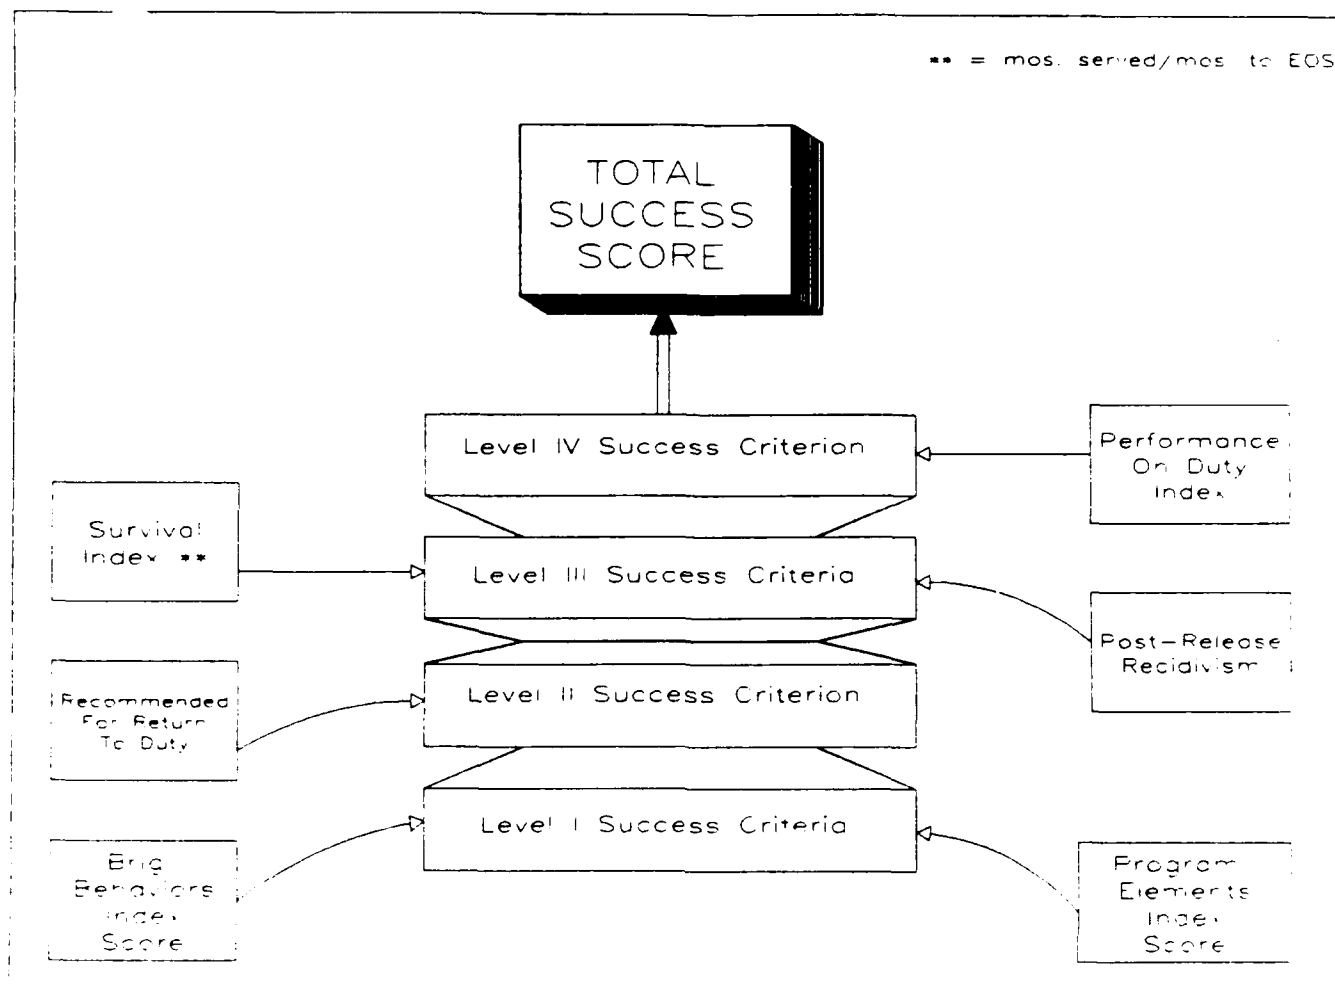 ** = mos. served/mos. to EOS
TOTAL
SUCCESS
SCORE
Level IV Success Criterion
Performance
On Duty
Index
Survival
Index **
Level III Success Criteria
Post-Release
Recidivism
Recommended
For Return
To Duty
Level II Success Criterion
Level I Success Criteria
Brig
Behaviors
Index
Score
Program
Elements
Index
Score